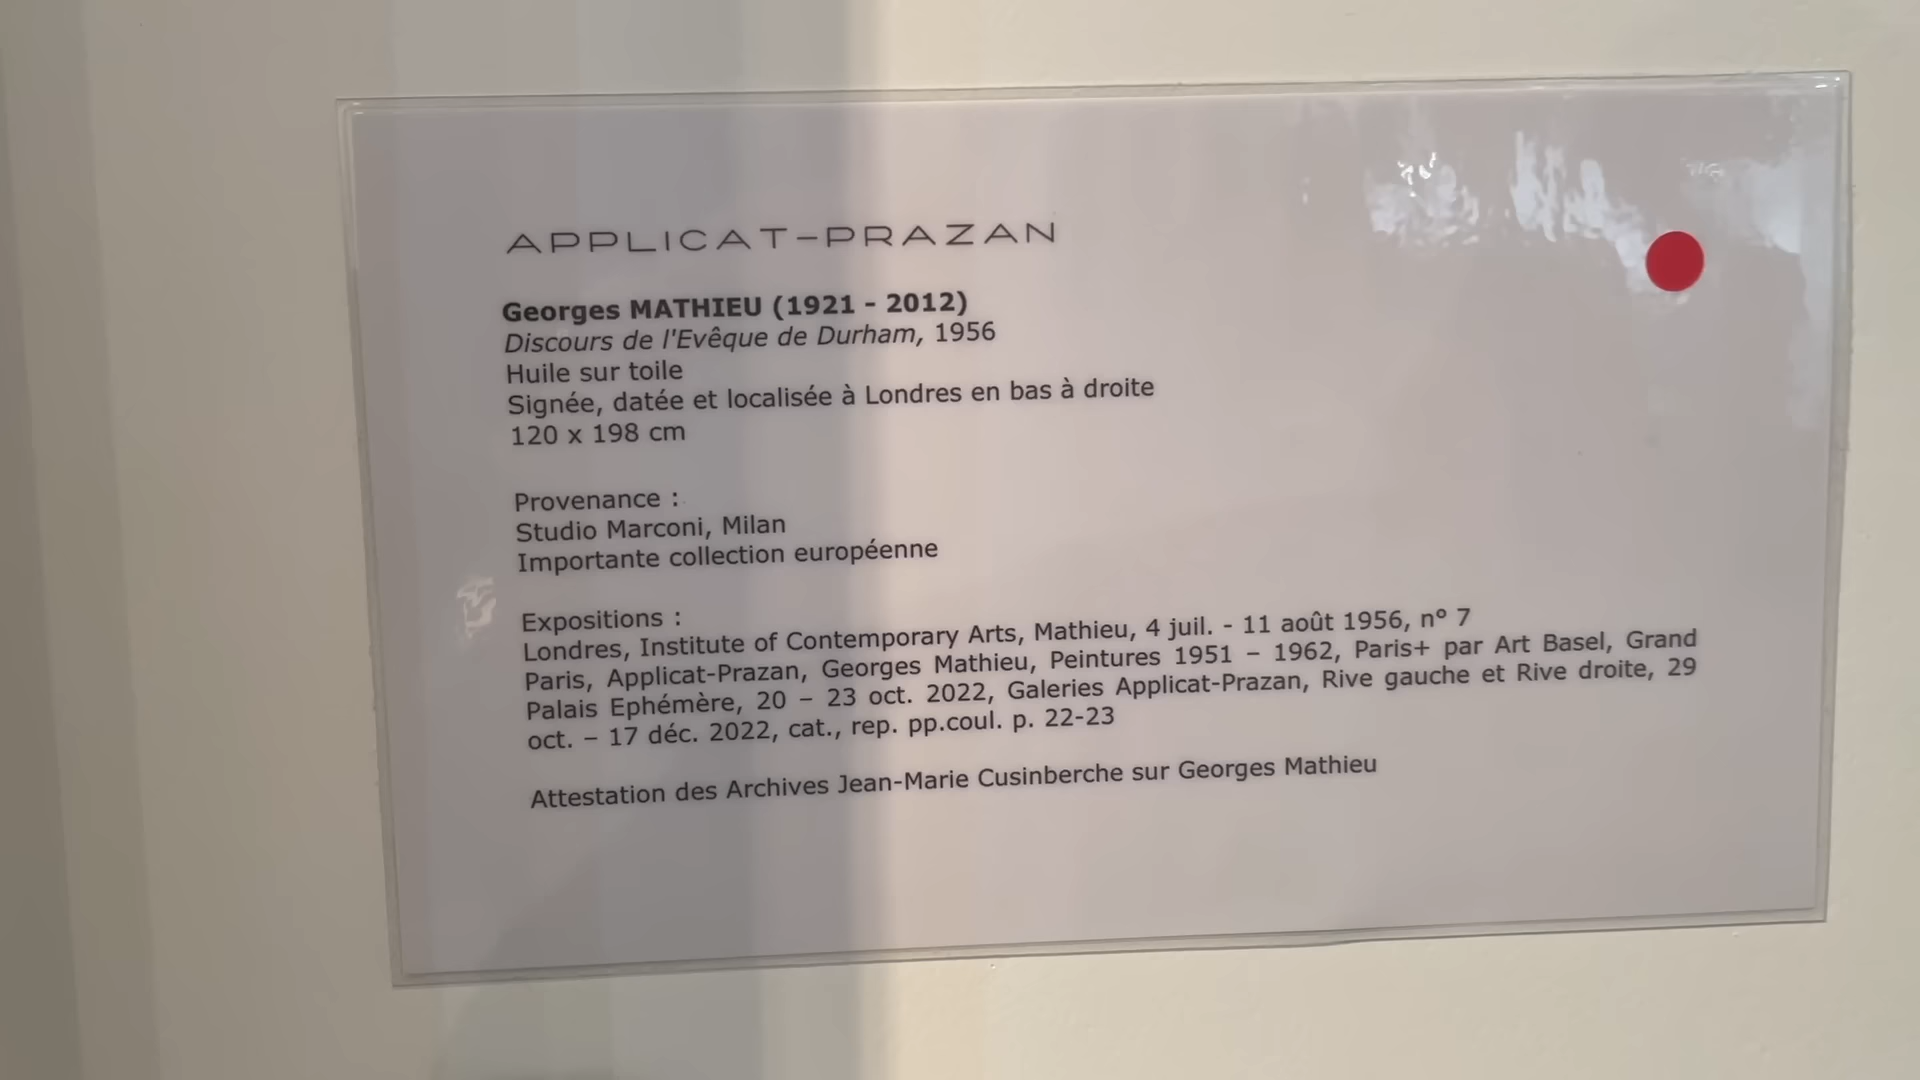 APPLICAT-PRAZAN
Georges MATHIEU (1921 - 2012)
Discours de l'Evêque de Durham, 1956
Huile sur toile
Signée, datée et localisée à Londres en bas à droite
120 x 198 cm
Provenance :
Studio Marconi, Milan
Importante collection européenne
Expositions :
Londres, Institute of Contemporary Arts, Mathieu, 4 juil. - 11 août 1956, n° 7
Paris, Applicat-Prazan, Georges Mathieu, Peintures 1951 – 1962, Paris+ par Art Basel, Grand
Palais Ephémère, 20 – 23 oct. 2022, Galeries Applicat-Prazan, Rive gauche et Rive droite, 29
oct. – 17 déc. 2022, cat., rep. pp.coul. p. 22-23
Attestation des Archives Jean-Marie Cusinberche sur Georges Mathieu